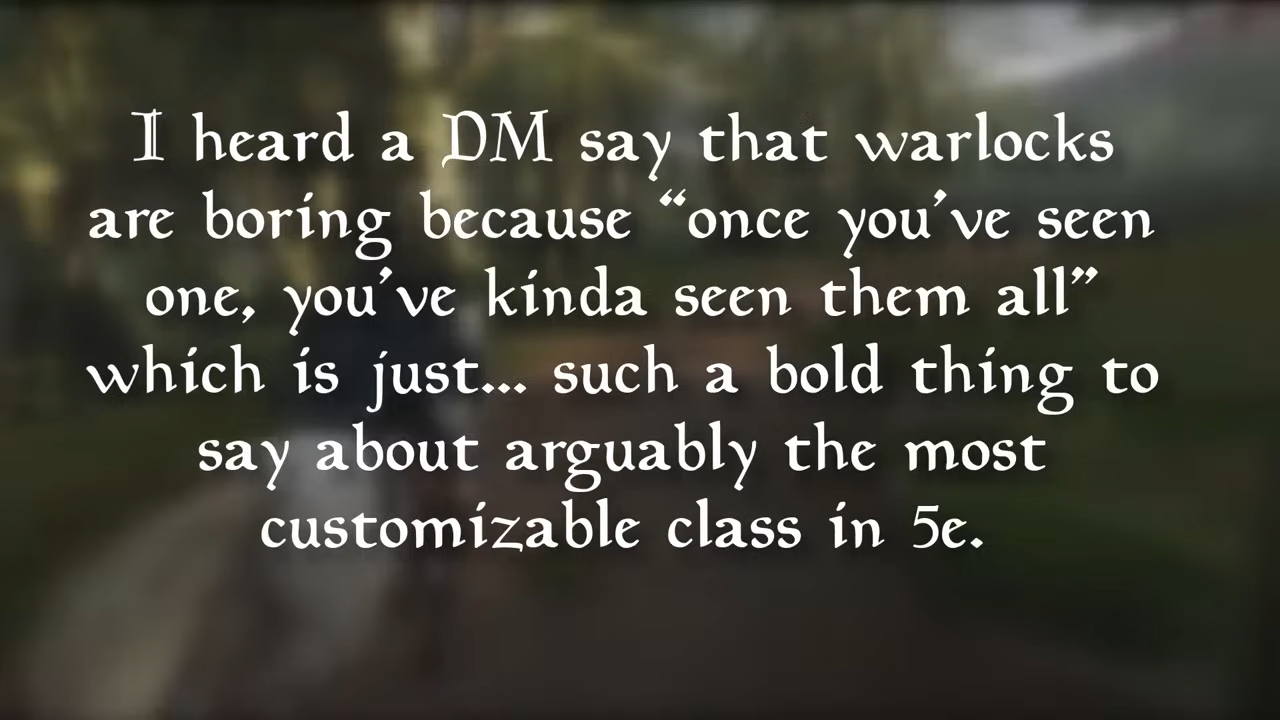 I heard a DM say that warlocks
are boring because “once you’ve seen
one, you’ve kinda seen them all”
which is just... such a bold thing to
say about arguably the most
customizable class in 5e.